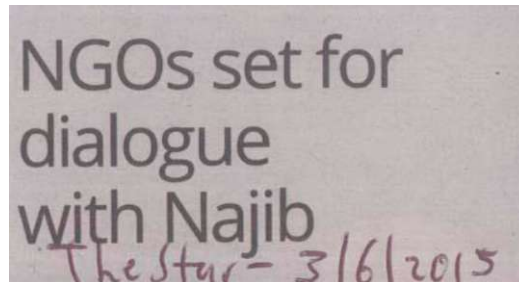 NGOs set for
dialogue
with Najib
The Star - 3/6/2015